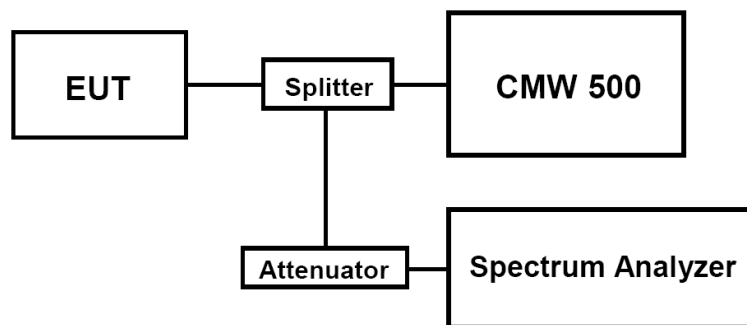 EUT
Splitter
CMW 500
Attenuator
Spectrum Analyzer